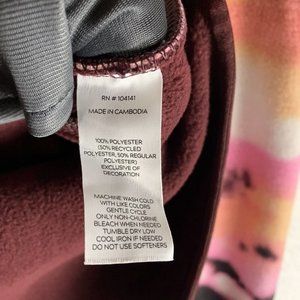 RN # 104141
MADE IN CAMBODIA
100% POLYESTER
(50% RECYCLED
POLYESTER, 50% REGULAR
POLYESTER)
EXCLUSIVE OF
DECORATION
MACHINE WASH COLD
WITH LIKE COLORS
GENTLE CYCLE
ONLY NON-CHLORINE
BLEACH WHEN NEEDED
TUMBLE DRY LOW
COOL IRON IF NEEDED
DO NOT USE SOFTENERS